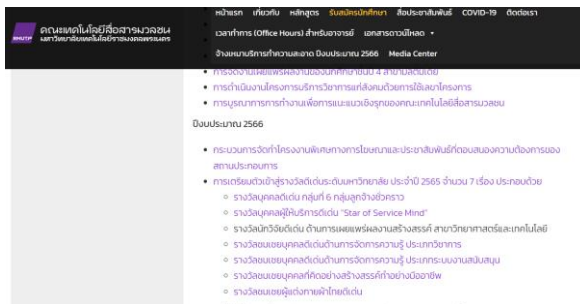 หน้าแรก เกี่ยวกับ หลักสูตร รับสมัครนักศึกษา สื่อประชาสัมพันธ์ COVID-19 ติดต่อเรา
คณะเทคโนโลยีสื่อสารมวลชน
มหาวิทยาลัยเทคโนโลยีราชมงคลพระนคร
RMUTP
เวลาทำการ (Office Hours) สำหรับอาจารย์ เอกสารดาวน์โหลด
จ้างเหมาบริการทำความสะอาด ปีงบประมาณ 2566 Media Center
การจัดงานเผยแพร่ผลงานของนักศึกษาชั้นปี 4 สาขามัลติมีเดีย
การดำเนินงานโครงการบริการวิชาการแก่สังคมด้วยการใช้เลขาโครงการ
การบูรณาการการทำงานเพื่อการแนะแนวเชิงรุกของคณะเทคโนโลยีสื่อสารมวลชน
ปีงบประมาณ 2566
กระบวนการจัดทำโครงงานพิเศษทางการโฆษณาและประชาสัมพันธ์ที่ตอบสนองความต้องการของ
สถานประกอบการ
การเตรียมตัวเข้าสู่รางวัลดีเด่นระดับมหาวิทยาลัย ประจำปี 2565 จำนวน 7 เรื่อง ประกอบด้วย
รางวัลบุคคลดีเด่น กลุ่มที่ 6 กลุ่มลูกจ้างชั่วคราว
รางวัลบุคคลผู้ให้บริการดีเด่น "Star of Service Mind"
รางวัลนักวิจัยดีเด่น ด้านการเผยแพร่ผลงานสร้างสรรค์ สาขาวิทยาศาสตร์และเทคโนโลยี
รางวัลชมเชยบุคคลดีเด่นด้านการจัดการความรู้ ประเภทวิชาการ
รางวัลชมเชยบุคคลดีเด่นด้านการจัดการความรู้ ประเภทระบบงานสนับสนุน
รางวัลชมเชยบุคคลที่คิดอย่างสร้างสรรค์ทำอย่างมืออาชีพ
รางวัลชมเชยผู้แต่งกายผ้าไทยดีเด่น